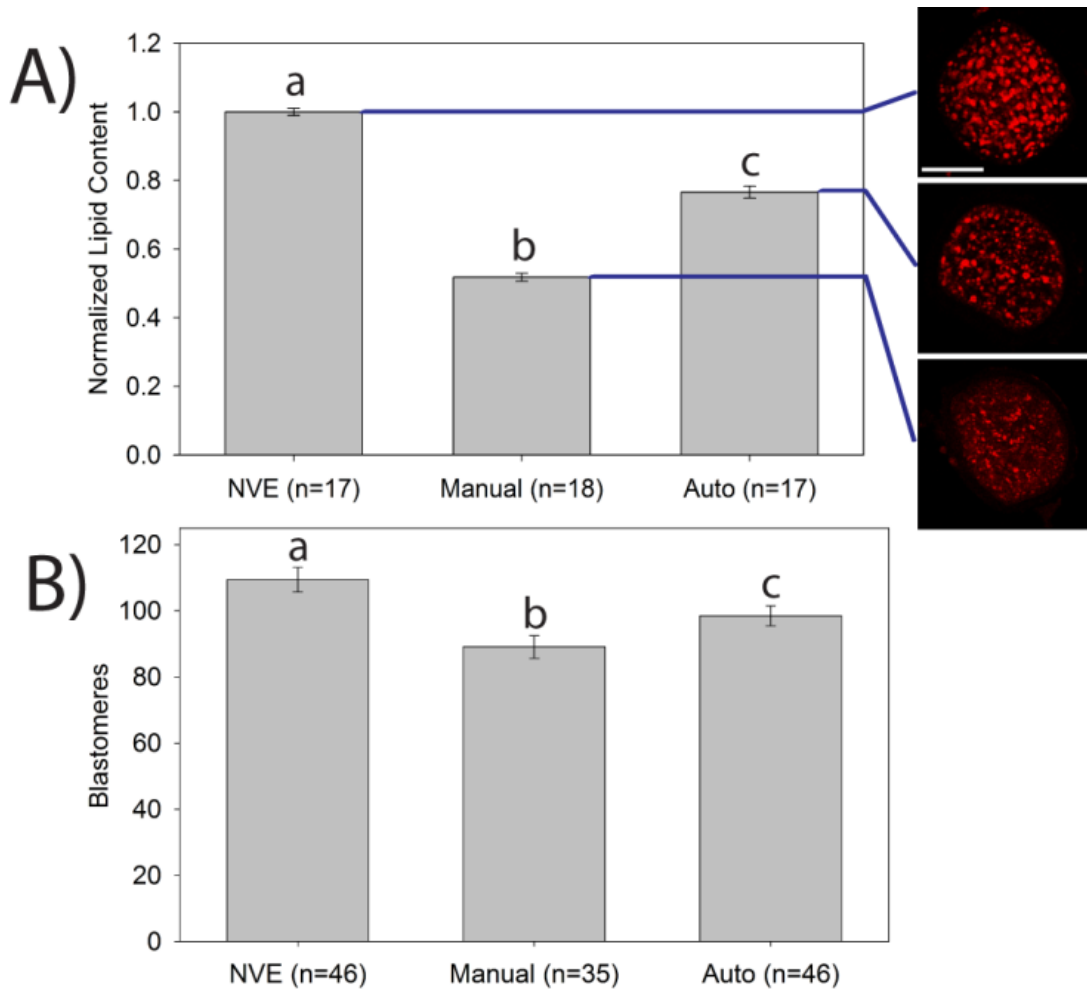 A)
Normalized Lipid Content
1.2
1.0
0.8
0.6
0.4
0.2
0.0
a
b
c
NVE (n=17)
Manual (n=18)
Auto (n=17)
B)
Blastomeres
120
100
80
60
40
20
0
a
b
c
NVE (n=46)
Manual (n=35)
Auto (n=46)